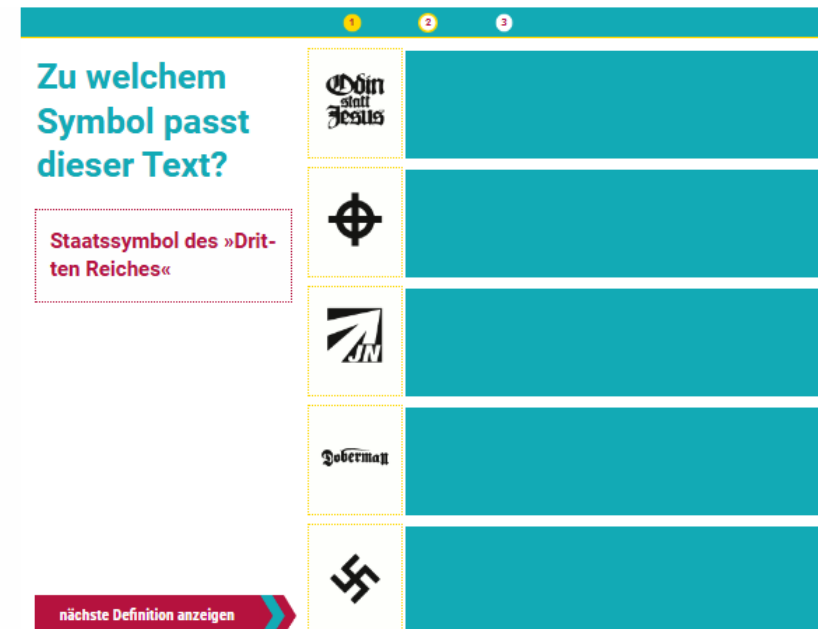 1
2
3
Zu welchem
Symbol passt
dieser Text?
Staatssymbol des »Drit-
ten Reiches«
Odin
statt
Jesus
JN
Doberman
nächste Definition anzeigen